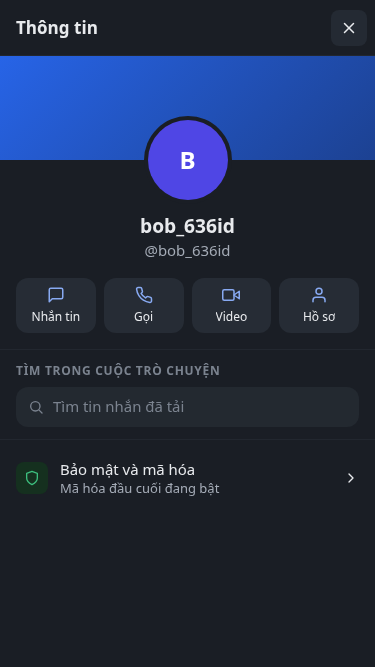 Thông tin
B
bob_636id
@bob_636id
Nhắn tin
Gọi
Video
Hồ sơ
TÌM TRONG CUỘC TRÒ CHUYỆN
Tìm tin nhắn đã tải
Bảo mật và mã hóa
Mã hóa đầu cuối đang bật